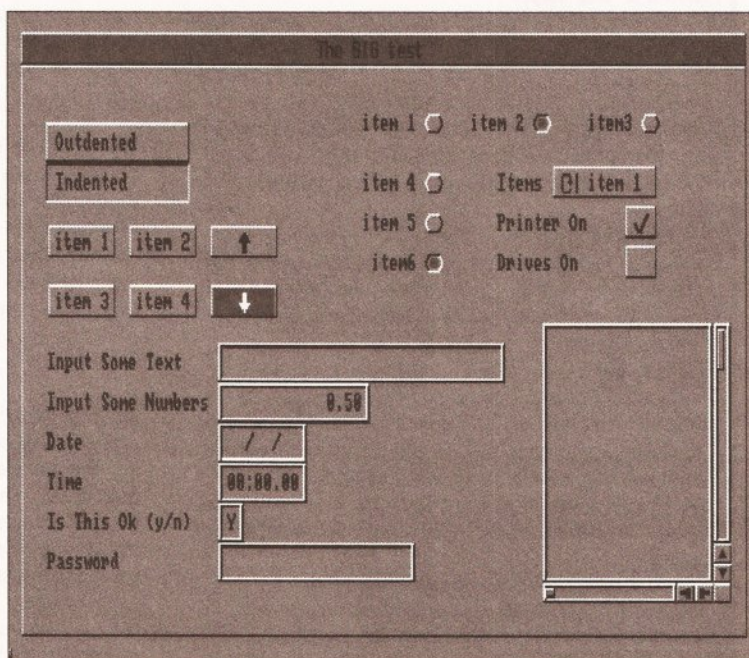 The BIG test
item 1 item 2 item3
Outdented
Indented
item 4 Items item 1
item 5 Printer On
item6 Drives On
item 1 item 2
item 3 item 4
Input Some Text
Input Some Numbers 0.50
Date / /
Time 00:00.00
Is This Ok (y/n) Y
Password